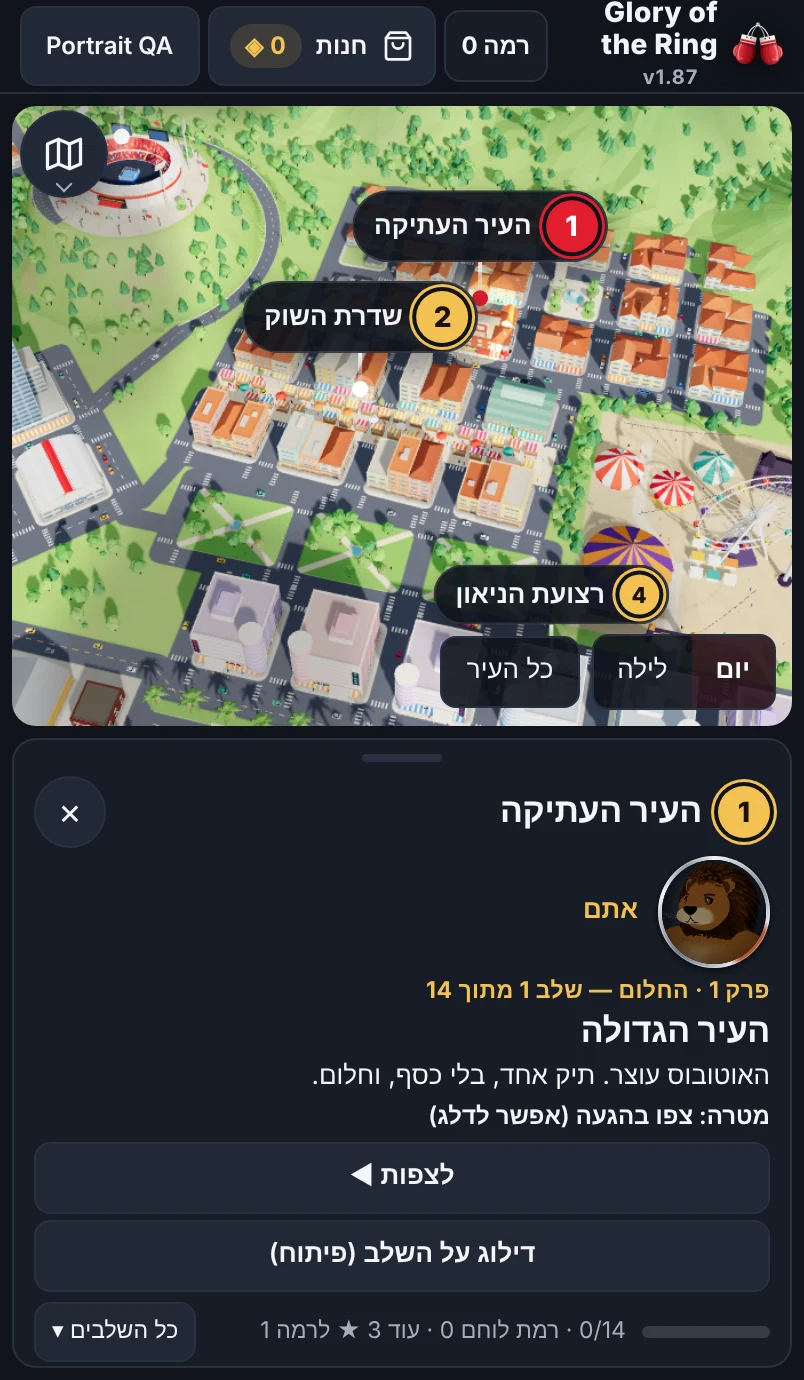 Glory of
the Ring
v1.87
רמה 0
חנות
0
Portrait QA
1 העיר העתיקה
2 שדרת השוק
4 רצועת הניאון
יום
לילה
כל העיר
1 העיר העתיקה
×
אתם
פרק 1 · החלום — שלב 1 מתוך 14
העיר הגדולה
האוטובוס עוצר. תיק אחד, בלי כסף, וחלום.
מטרה: צפו בהגעה (אפשר לדלג)
לצפות ◀
דילוג על השלב (פיתוח)
0/14 · רמת לוחם 0 · עוד 3 ★ לרמה 1
כל השלבים ▾